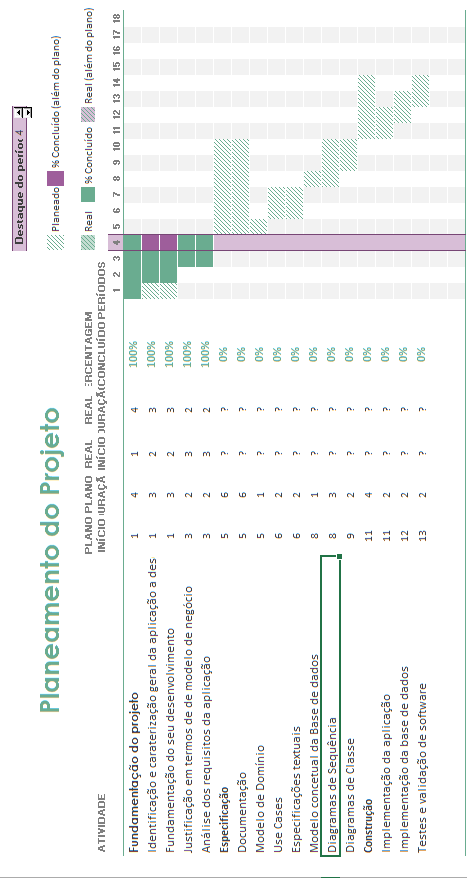 Planeamento do Projeto
Destaque do períoc 4
Planeado
% Concluído (além do plano)
Real
% Concluído
Real (além do plano)
PLANO PLANO REAL REAL ERCENTAGEM
ATIVIDADE INÍCIO URAÇÃ INÍCIO URAÇÃ CONCLUÍDO PERÍODOS
1 2 3 4 5 6 7 8 9 10 11 12 13 14 15 16 17 18
Fundamentação do projeto 1 4 1 4 100%
Identificação e caraterização geral da aplicação a des 1 3 2 3 100%
Fundamentação do seu desenvolvimento 1 3 2 3 100%
Justificação em termos de de modelo de negócio 3 2 3 2 100%
Análise dos requisitos da aplicação 3 2 3 2 100%
Especificação 5 6 ? ? 0%
Documentação 5 6 ? ? 0%
Modelo de Domínio 5 1 ? ? 0%
Use Cases 6 2 ? ? 0%
Especificações textuais 6 2 ? ? 0%
Modelo concetual da Base de dados 8 1 ? ? 0%
Diagramas de Sequência 8 3 ? ? 0%
Diagramas de Classe 9 2 ? ? 0%
Construção 11 4 ? ? 0%
Implementação da aplicação 11 2 ? ? 0%
Implementação da base de dados 12 2 ? ? 0%
Testes e validação de software 13 2 ? ? 0%